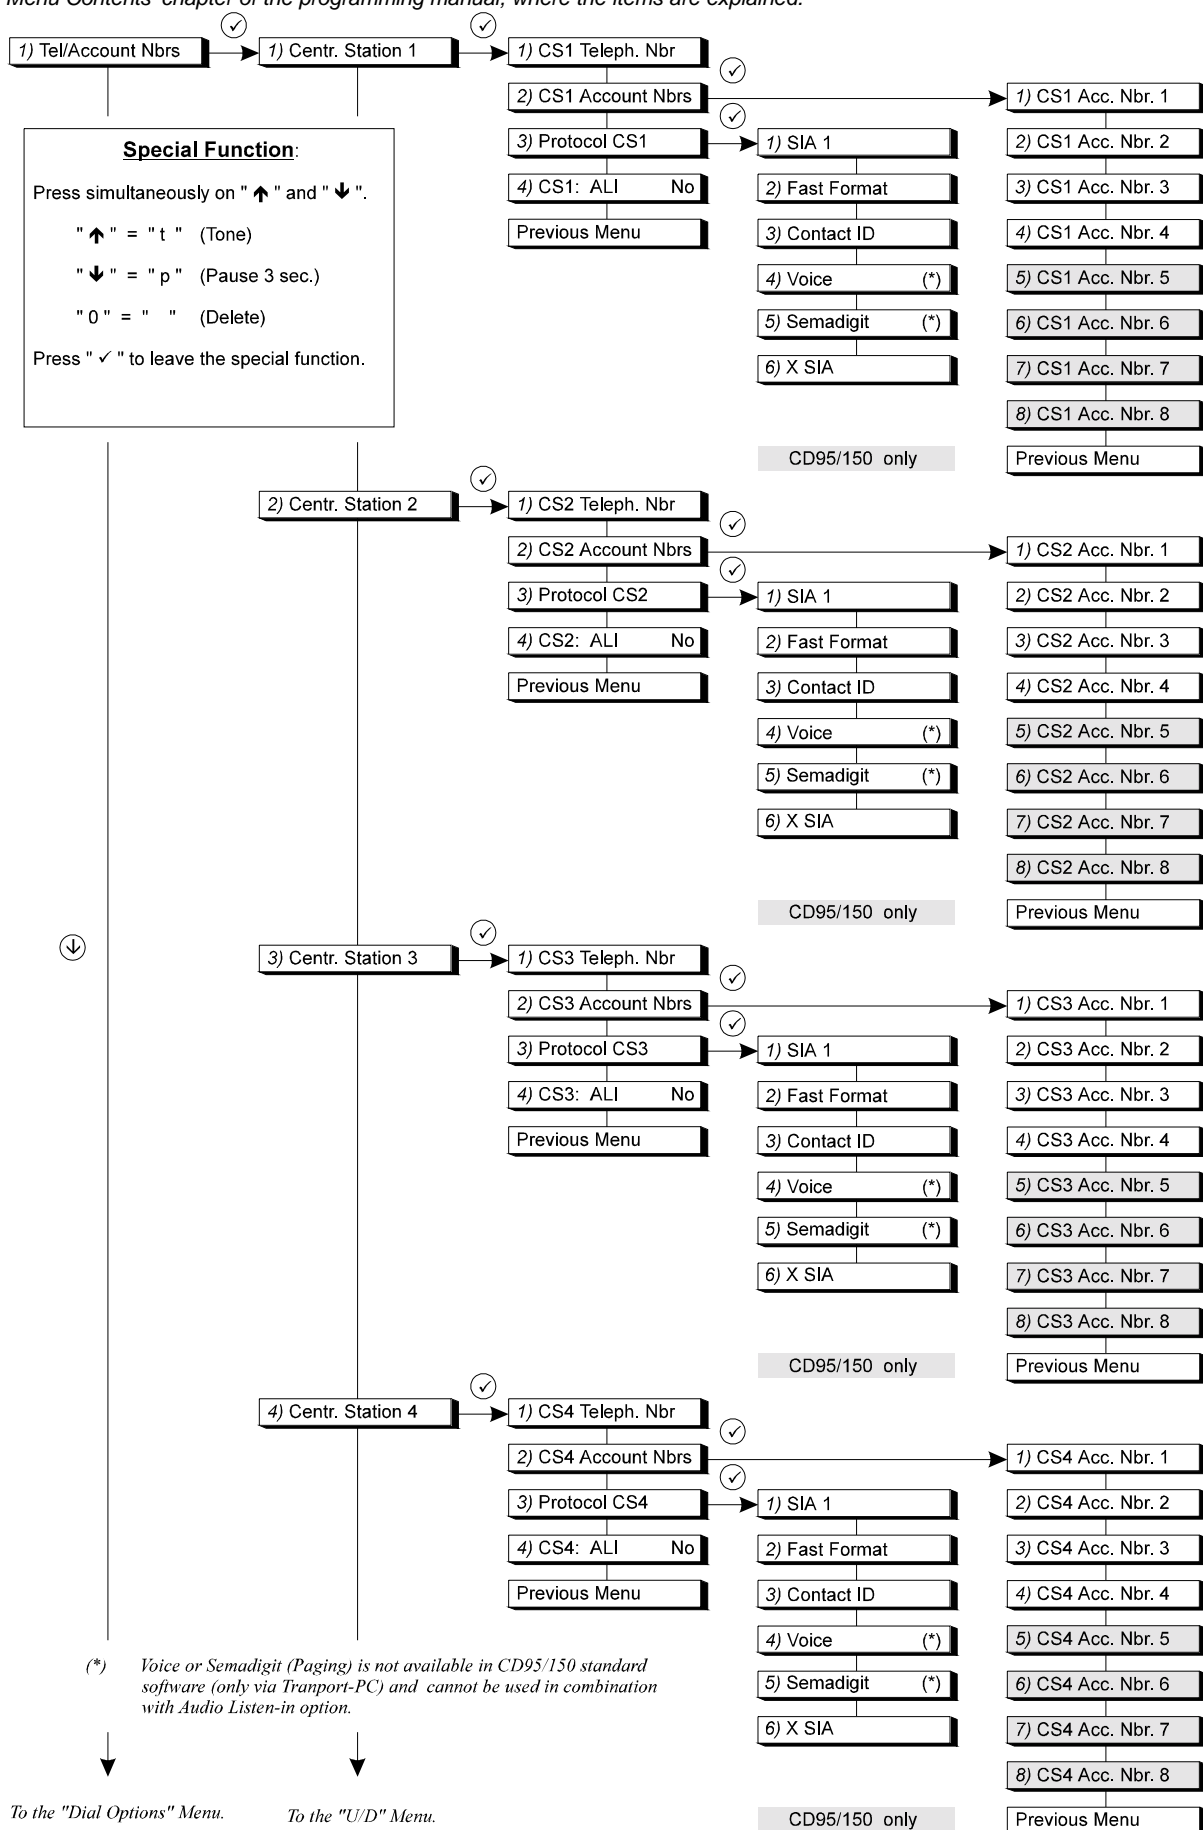 Menu Contents' chapter of the programming manual, where the items are explained.
1) Tel/Account Nbrs
1) Centr. Station 1
1) CS1 Teleph. Nbr
2) CS1 Account Nbrs
3) Protocol CS1
4) CS1: ALI No
Previous Menu
1) SIA 1
2) Fast Format
3) Contact ID
4) Voice (*)
5) Semadigit (*)
6) X SIA
CD95/150 only
1) CS1 Acc. Nbr. 1
2) CS1 Acc. Nbr. 2
3) CS1 Acc. Nbr. 3
4) CS1 Acc. Nbr. 4
5) CS1 Acc. Nbr. 5
6) CS1 Acc. Nbr. 6
7) CS1 Acc. Nbr. 7
8) CS1 Acc. Nbr. 8
Previous Menu
Special Function:
Press simultaneously on " 🡹 " and " 🡻 ".
" 🡹 " = " t " (Tone)
" 🡻 " = " p " (Pause 3 sec.)
" 0 " = " " (Delete)
Press " ✓ " to leave the special function.
2) Centr. Station 2
1) CS2 Teleph. Nbr
2) CS2 Account Nbrs
3) Protocol CS2
4) CS2: ALI No
Previous Menu
1) SIA 1
2) Fast Format
3) Contact ID
4) Voice (*)
5) Semadigit (*)
6) X SIA
CD95/150 only
1) CS2 Acc. Nbr. 1
2) CS2 Acc. Nbr. 2
3) CS2 Acc. Nbr. 3
4) CS2 Acc. Nbr. 4
5) CS2 Acc. Nbr. 5
6) CS2 Acc. Nbr. 6
7) CS2 Acc. Nbr. 7
8) CS2 Acc. Nbr. 8
Previous Menu
3) Centr. Station 3
1) CS3 Teleph. Nbr
2) CS3 Account Nbrs
3) Protocol CS3
4) CS3: ALI No
Previous Menu
1) SIA 1
2) Fast Format
3) Contact ID
4) Voice (*)
5) Semadigit (*)
6) X SIA
CD95/150 only
1) CS3 Acc. Nbr. 1
2) CS3 Acc. Nbr. 2
3) CS3 Acc. Nbr. 3
4) CS3 Acc. Nbr. 4
5) CS3 Acc. Nbr. 5
6) CS3 Acc. Nbr. 6
7) CS3 Acc. Nbr. 7
8) CS3 Acc. Nbr. 8
Previous Menu
4) Centr. Station 4
1) CS4 Teleph. Nbr
2) CS4 Account Nbrs
3) Protocol CS4
4) CS4: ALI No
Previous Menu
1) SIA 1
2) Fast Format
3) Contact ID
4) Voice (*)
5) Semadigit (*)
6) X SIA
CD95/150 only
1) CS4 Acc. Nbr. 1
2) CS4 Acc. Nbr. 2
3) CS4 Acc. Nbr. 3
4) CS4 Acc. Nbr. 4
5) CS4 Acc. Nbr. 5
6) CS4 Acc. Nbr. 6
7) CS4 Acc. Nbr. 7
8) CS4 Acc. Nbr. 8
Previous Menu
(*) Voice or Semadigit (Paging) is not available in CD95/150 standard
software (only via Tranport-PC) and cannot be used in combination
with Audio Listen-in option.
To the "Dial Options" Menu.
To the "U/D" Menu.